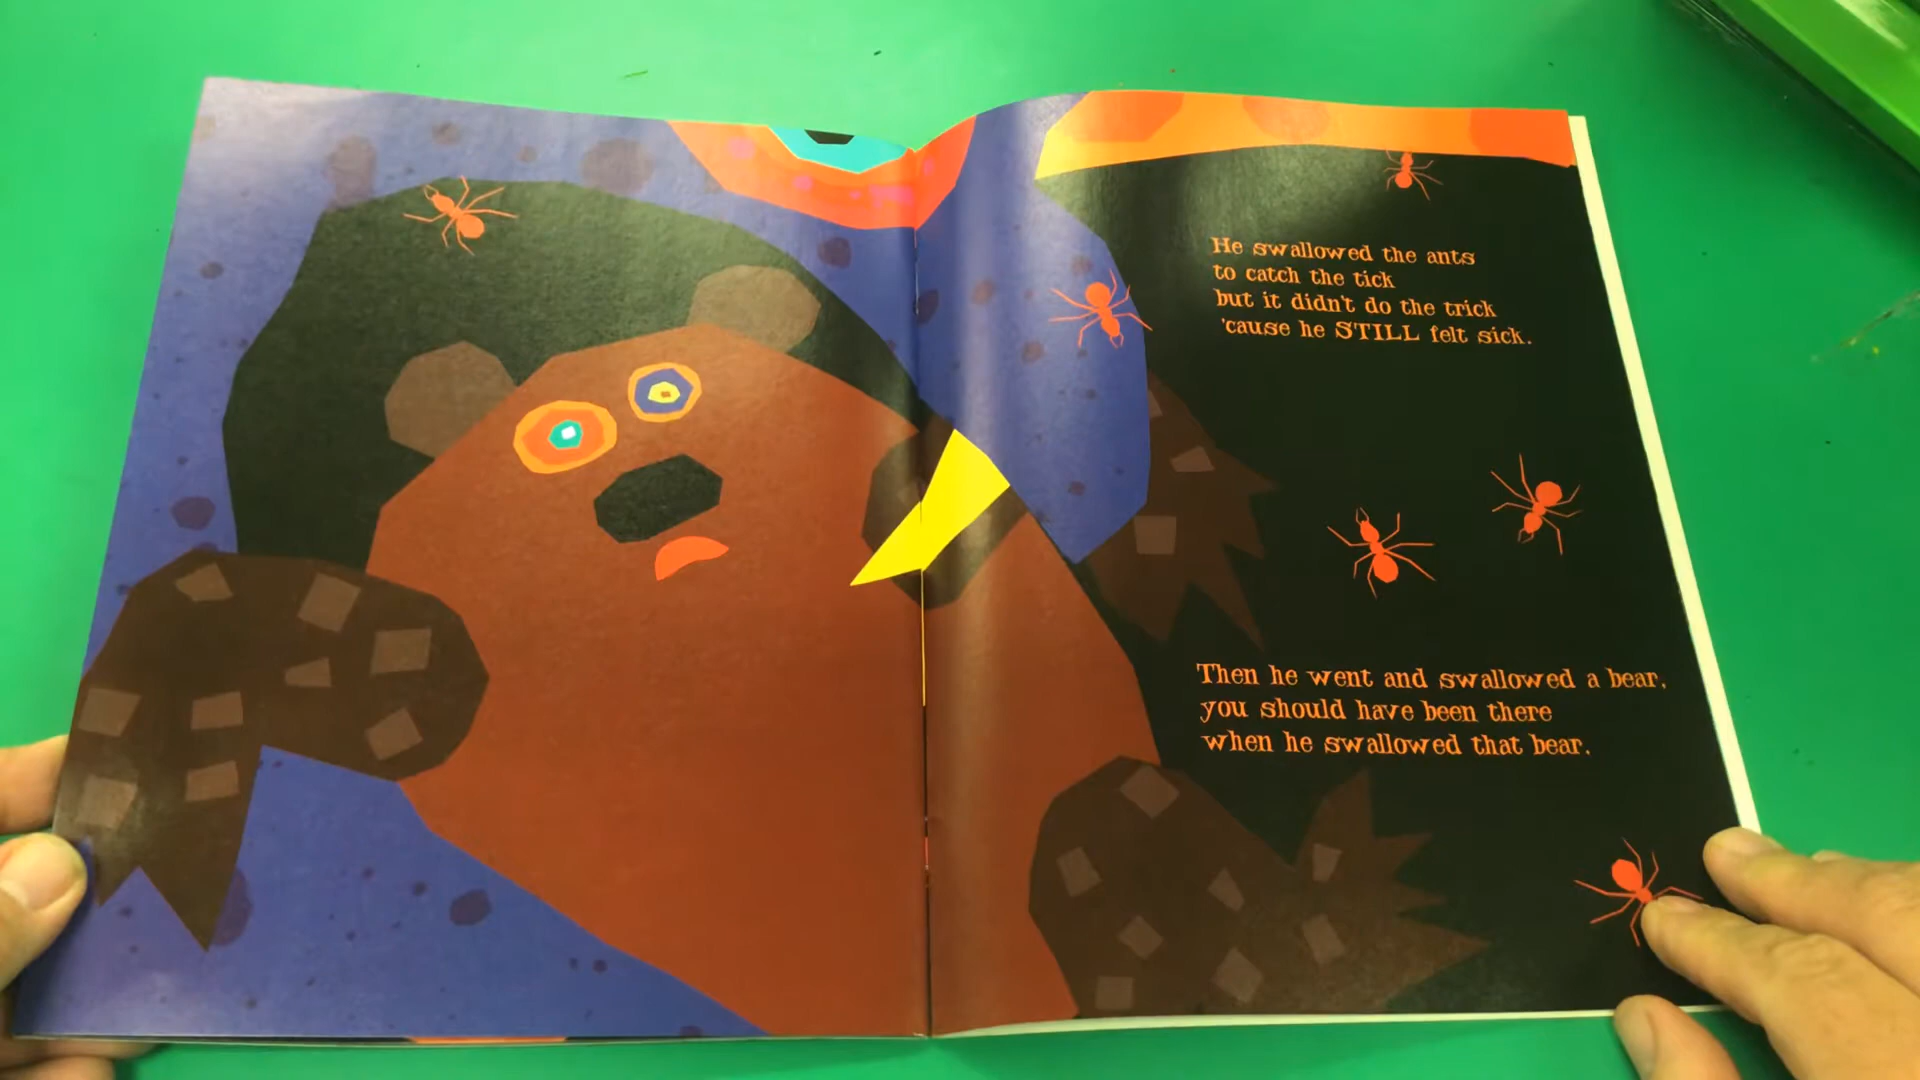 He swallowed the ants
to catch the tick
but it didn't do the trick
'cause he STILL felt sick.
Then he went and swallowed a bear,
you should have been there
when he swallowed that bear.